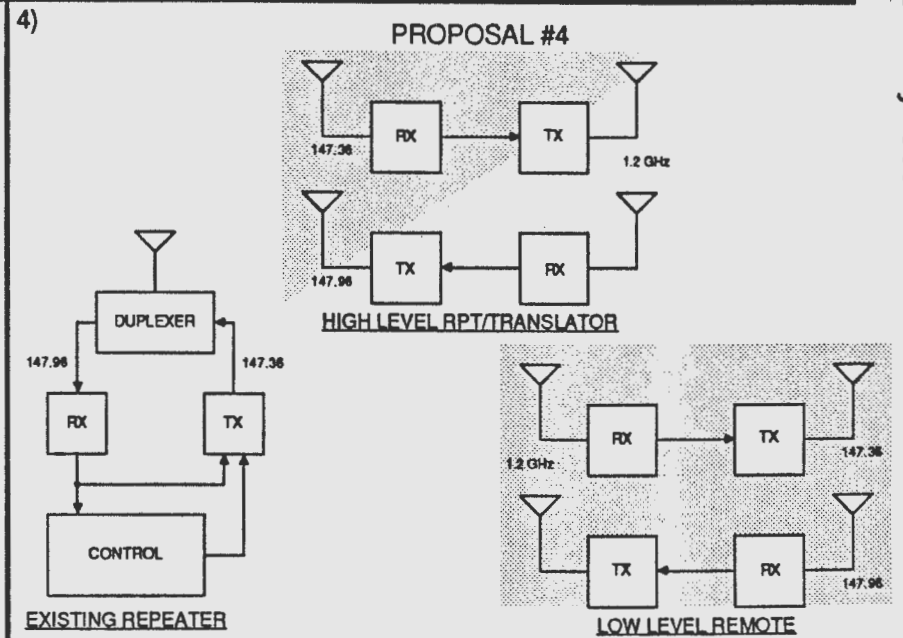 4)
PROPOSAL #4
RX
TX
147.36
1.2 GHz
TX
RX
147.96
HIGH LEVEL RPT/TRANSLATOR
DUPLEXER
147.96
147.36
RX
TX
CONTROL
EXISTING REPEATER
RX
TX
1.2 GHz
147.36
TX
RX
147.96
LOW LEVEL REMOTE